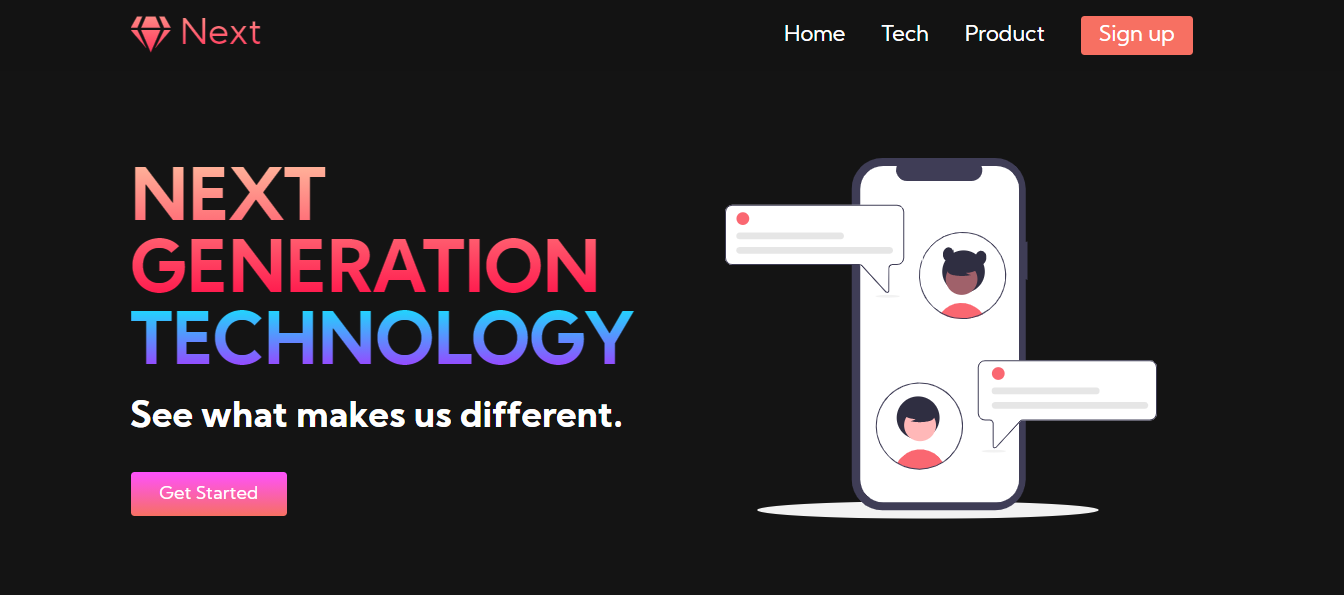 Next
Home Tech Product Sign up
NEXT
GENERATION
TECHNOLOGY
See what makes us different.
Get Started